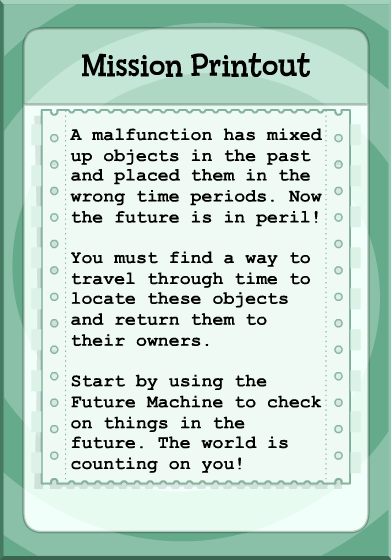 Mission Printout
A malfunction has mixed
up objects in the past
and placed them in the
wrong time periods. Now
the future is in peril!
You must find a way to
travel through time to
locate these objects
and return them to
their owners.
Start by using the
Future Machine to check
on things in the
future. The world is
counting on you!